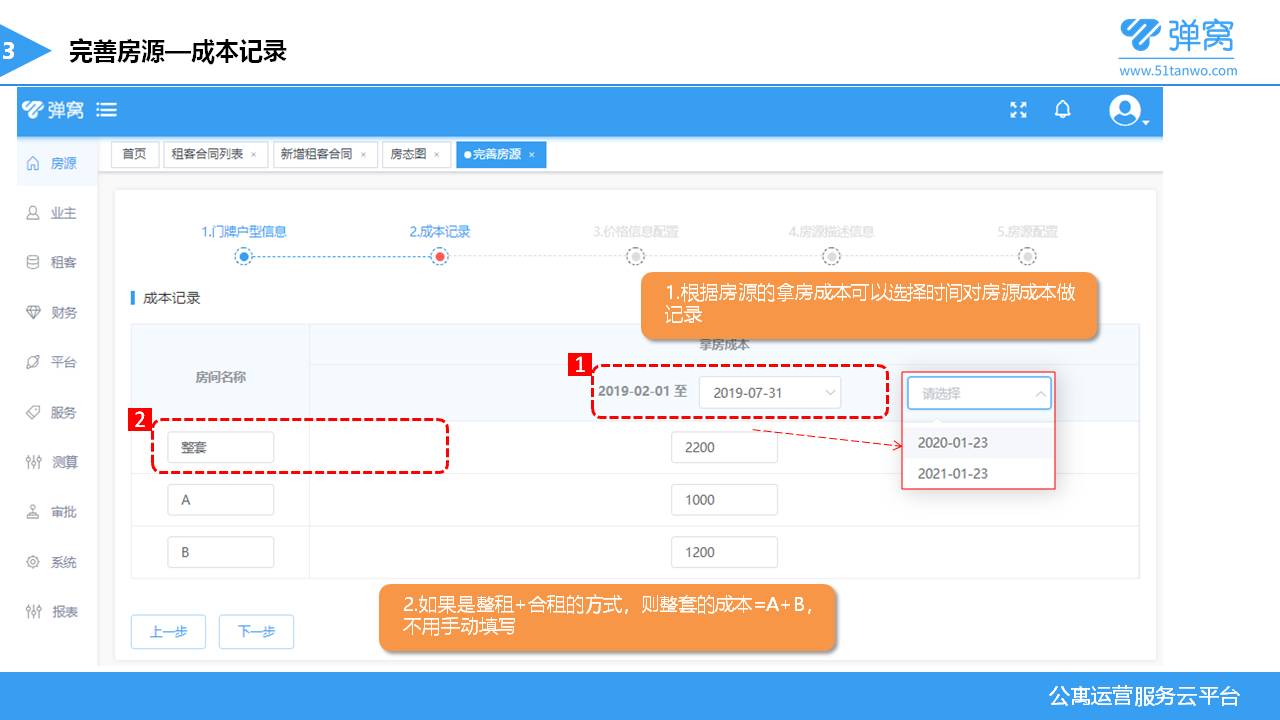 3
完善房源—成本记录
弹窝
www.51tanwo.com
弹窝
房源
业主
租客
财务
平台
服务
测算
审批
系统
报表
首页 租客合同列表 × 新增租客合同 × 房态图 × 完善房源 ×
1.门牌户型信息 2.成本记录 3.价格信息配置 4.房源描述信息 5.房源配置
成本记录
1.根据房源的拿房成本可以选择时间对房源成本做
记录
房间名称
拿房成本
1
2019-02-01 至 2019-07-31
请选择
2020-01-23
2021-01-23
2
整套 2200
A 1000
B 1200
2.如果是整租+合租的方式，则整套的成本=A+B，
不用手动填写
上一步 下一步
公寓运营服务云平台